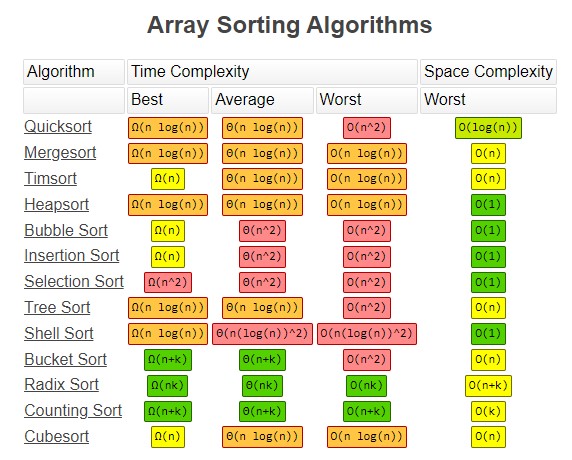 Array Sorting Algorithms
Algorithm Time Complexity Space Complexity
Best Average Worst Worst
Quicksort Ω(n log(n)) Θ(n log(n)) O(n^2) O(log(n))
Mergesort Ω(n log(n)) Θ(n log(n)) O(n log(n)) O(n)
Timsort Ω(n) Θ(n log(n)) O(n log(n)) O(n)
Heapsort Ω(n log(n)) Θ(n log(n)) O(n log(n)) O(1)
Bubble Sort Ω(n) Θ(n^2) O(n^2) O(1)
Insertion Sort Ω(n) Θ(n^2) O(n^2) O(1)
Selection Sort Ω(n^2) Θ(n^2) O(n^2) O(1)
Tree Sort Ω(n log(n)) Θ(n log(n)) O(n^2) O(n)
Shell Sort Ω(n log(n)) Θ(n(log(n))^2) O(n(log(n))^2) O(1)
Bucket Sort Ω(n+k) Θ(n+k) O(n^2) O(n)
Radix Sort Ω(nk) Θ(nk) O(nk) O(n+k)
Counting Sort Ω(n+k) Θ(n+k) O(n+k) O(k)
Cubesort Ω(n) Θ(n log(n)) O(n log(n)) O(n)